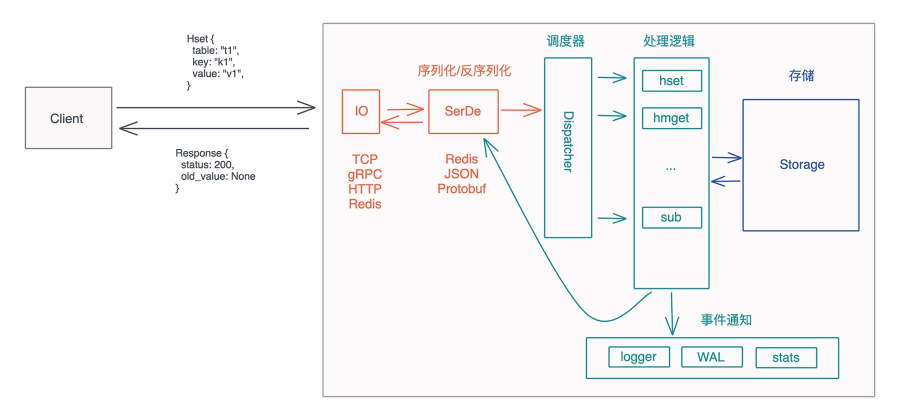 Hset {
table: "t1",
key: "k1",
value: "v1",
}
Client
Response {
status: 200,
old_value: None
}
IO
TCP
gRPC
HTTP
Redis
序列化/反序列化
SerDe
Redis
JSON
Protobuf
调度器
Dispatcher
处理逻辑
hset
hmget
...
sub
存储
Storage
事件通知
logger
WAL
stats